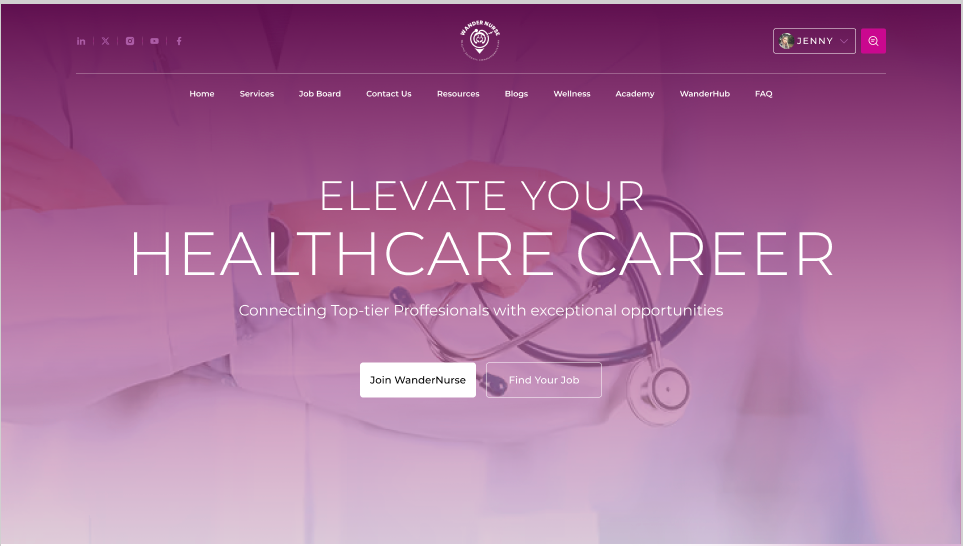 WANDER NURSE
JENNY
Home Services Job Board Contact Us Resources Blogs Wellness Academy WanderHub FAQ
ELEVATE YOUR
HEALTHCARE CAREER
Connecting Top-tier Proffesionals with exceptional opportunities
Join WanderNurse Find Your Job